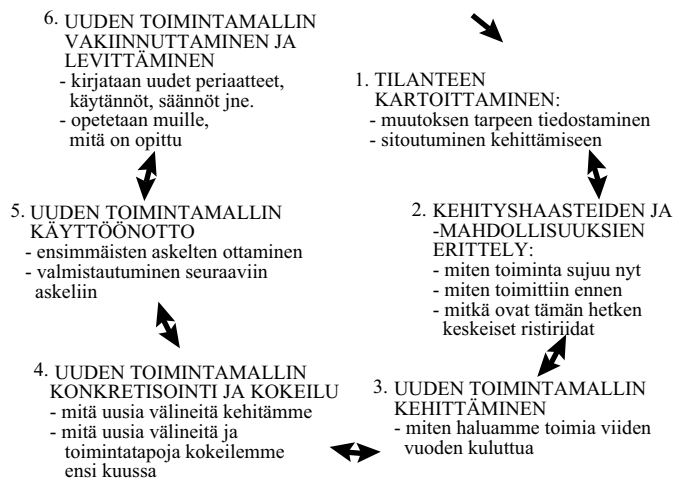 1. TILANTEEN
KARTOITTAMINEN:
- muutoksen tarpeen tiedostaminen
- sitoutuminen kehittämiseen
2. KEHITYSHAASTEIDEN JA
-MAHDOLLISUUKSIEN
ERITTELY:
- miten toiminta sujuu nyt
- miten toimittiin ennen
- mitkä ovat tämän hetken
keskeiset ristiriidat
3. UUDEN TOIMINTAMALLIN
KEHITTÄMINEN
- miten haluamme toimia viiden
vuoden kuluttua
4. UUDEN TOIMINTAMALLIN
KONKRETISOINTI JA KOKEILU
- mitä uusia välineitä kehitämme
- mitä uusia välineitä ja
toimintatapoja kokeilemme
ensi kuussa
5. UUDEN TOIMINTAMALLIN
KÄYTTÖÖNOTTO
- ensimmäisten askelten ottaminen
- valmistautuminen seuraaviin
askeliin
6. UUDEN TOIMINTAMALLIN
VAKIINNUTTAMINEN JA
LEVITTÄMINEN
- kirjataan uudet periaatteet,
käytännöt, säännöt jne.
- opetetaan muille,
mitä on opittu